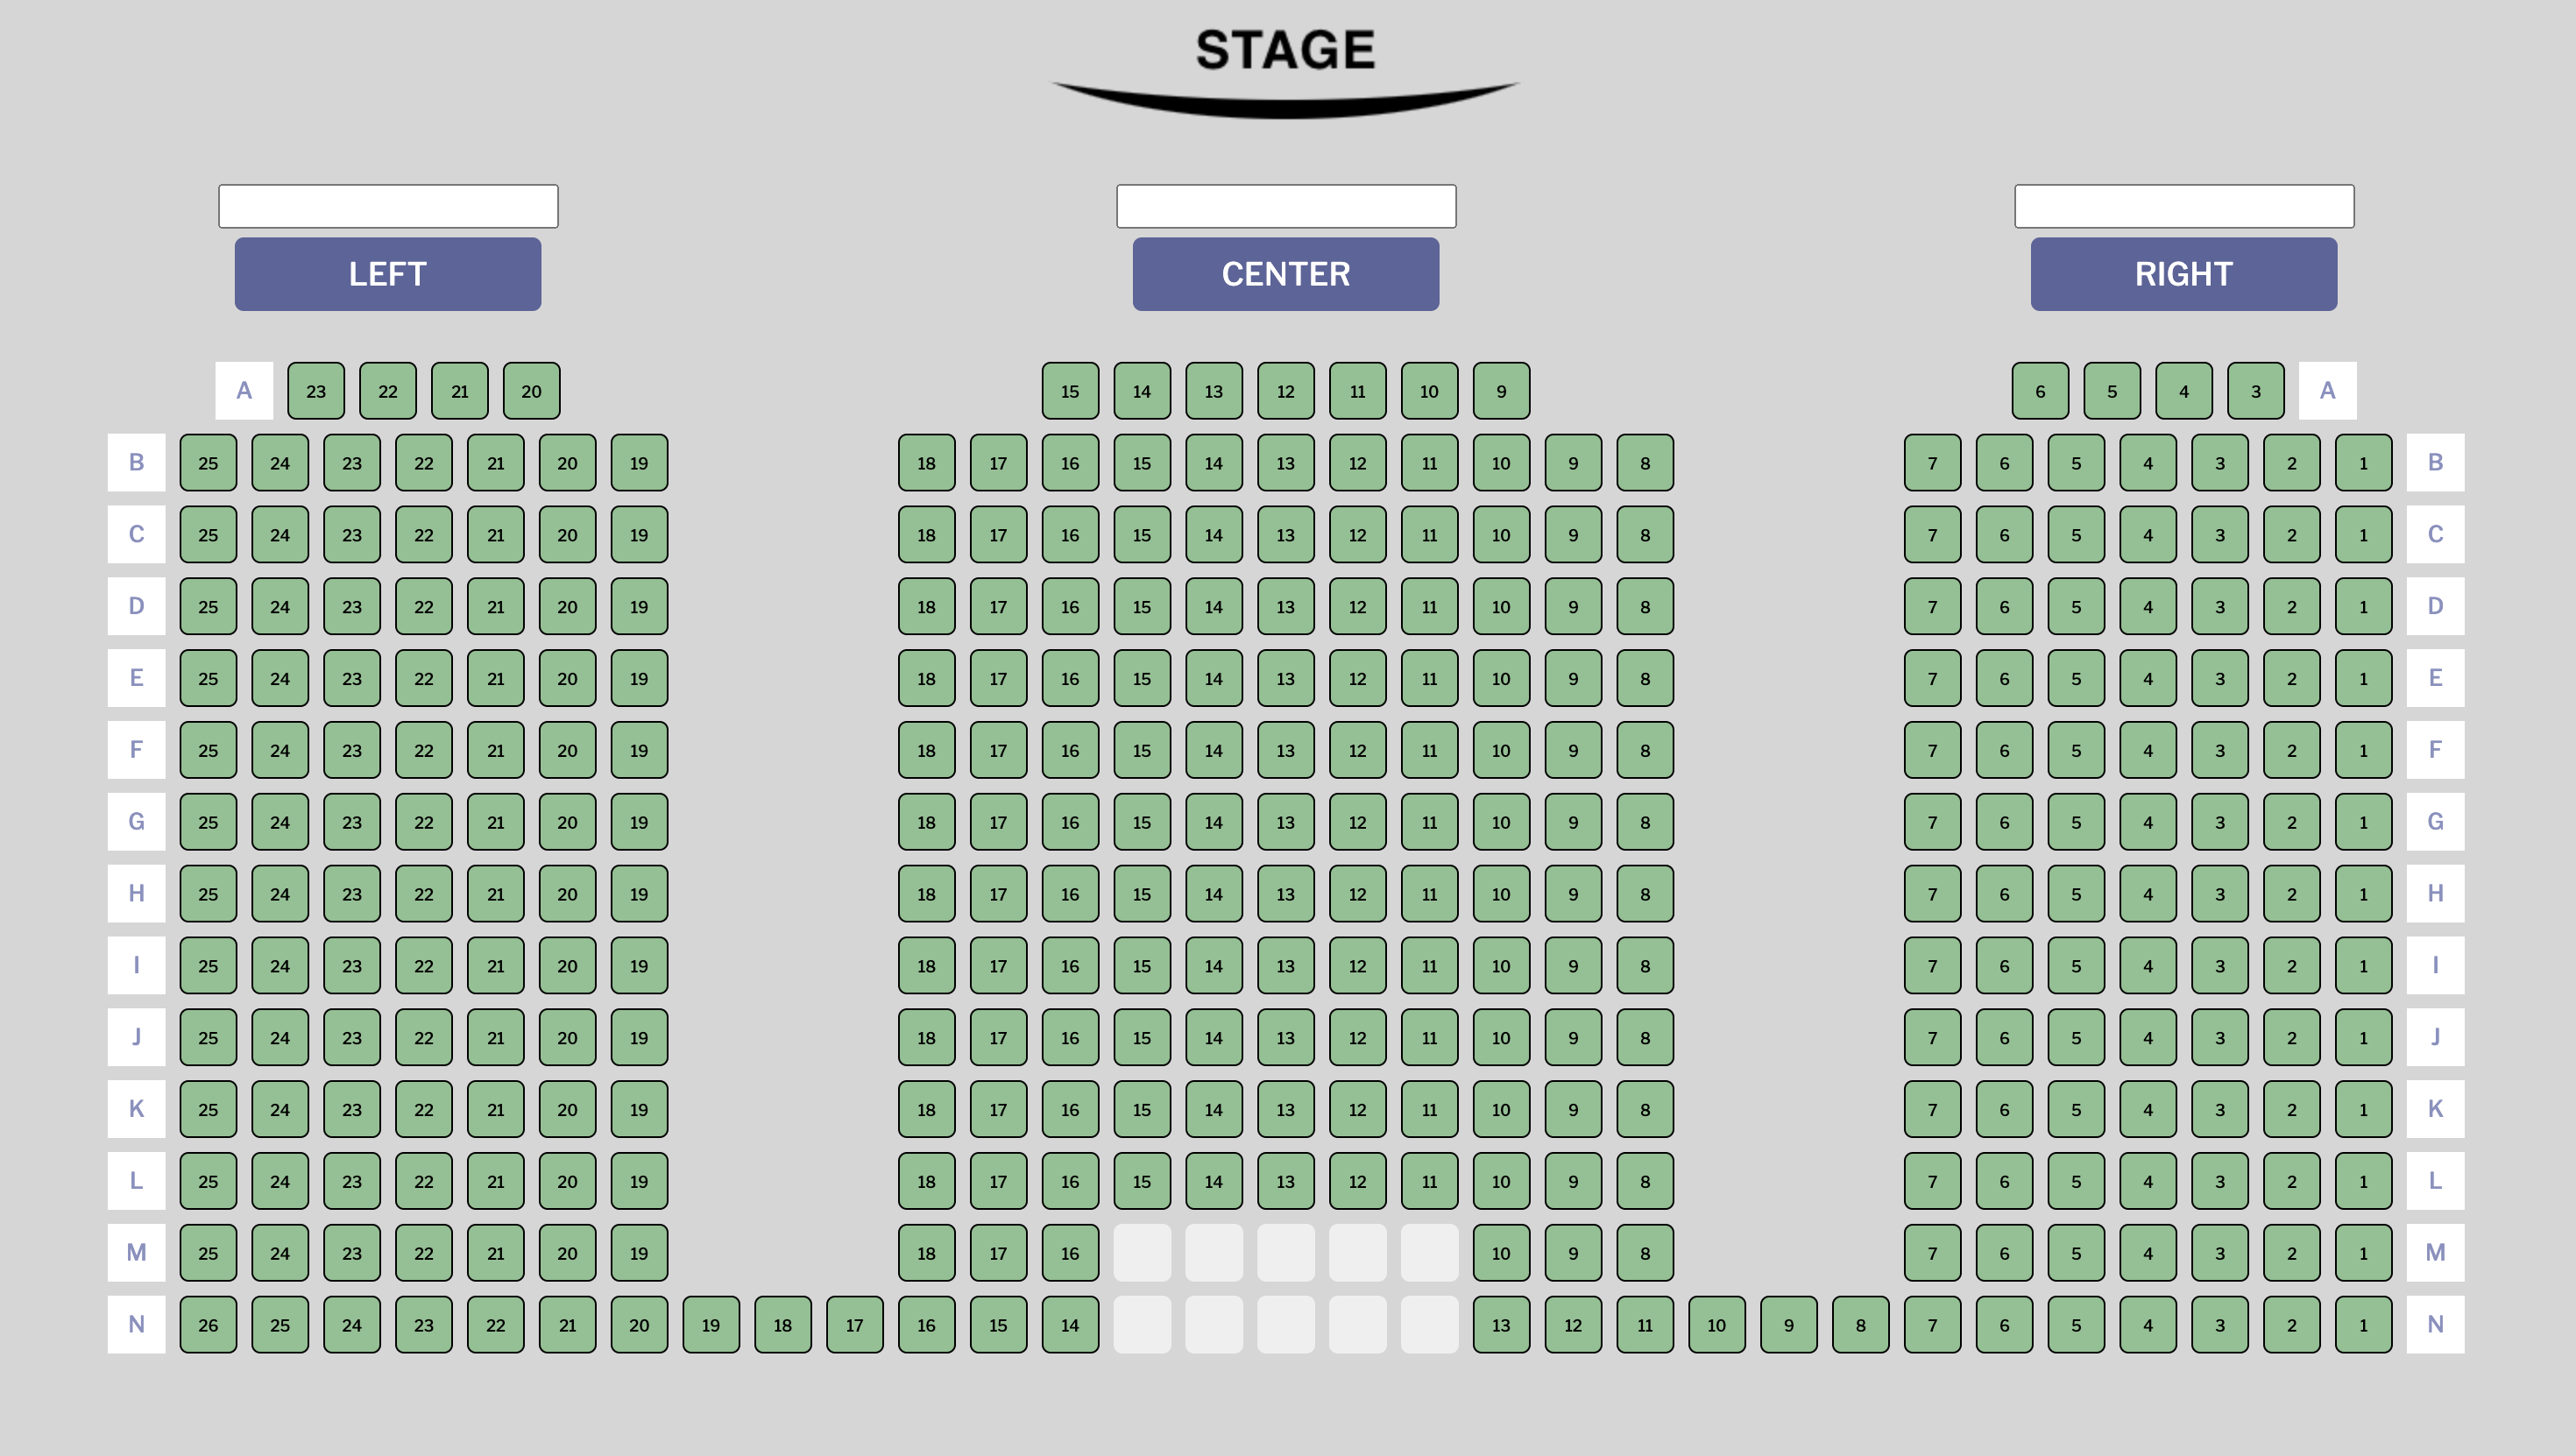 STAGE
LEFT CENTER RIGHT
A 23 22 21 20 15 14 13 12 11 10 9 6 5 4 3 A
B 25 24 23 22 21 20 19 18 17 16 15 14 13 12 11 10 9 8 7 6 5 4 3 2 1 B
C 25 24 23 22 21 20 19 18 17 16 15 14 13 12 11 10 9 8 7 6 5 4 3 2 1 C
D 25 24 23 22 21 20 19 18 17 16 15 14 13 12 11 10 9 8 7 6 5 4 3 2 1 D
E 25 24 23 22 21 20 19 18 17 16 15 14 13 12 11 10 9 8 7 6 5 4 3 2 1 E
F 25 24 23 22 21 20 19 18 17 16 15 14 13 12 11 10 9 8 7 6 5 4 3 2 1 F
G 25 24 23 22 21 20 19 18 17 16 15 14 13 12 11 10 9 8 7 6 5 4 3 2 1 G
H 25 24 23 22 21 20 19 18 17 16 15 14 13 12 11 10 9 8 7 6 5 4 3 2 1 H
I 25 24 23 22 21 20 19 18 17 16 15 14 13 12 11 10 9 8 7 6 5 4 3 2 1 I
J 25 24 23 22 21 20 19 18 17 16 15 14 13 12 11 10 9 8 7 6 5 4 3 2 1 J
K 25 24 23 22 21 20 19 18 17 16 15 14 13 12 11 10 9 8 7 6 5 4 3 2 1 K
L 25 24 23 22 21 20 19 18 17 16 15 14 13 12 11 10 9 8 7 6 5 4 3 2 1 L
M 25 24 23 22 21 20 19 18 17 16 10 9 8 7 6 5 4 3 2 1 M
N 26 25 24 23 22 21 20 19 18 17 16 15 14 13 12 11 10 9 8 7 6 5 4 3 2 1 N